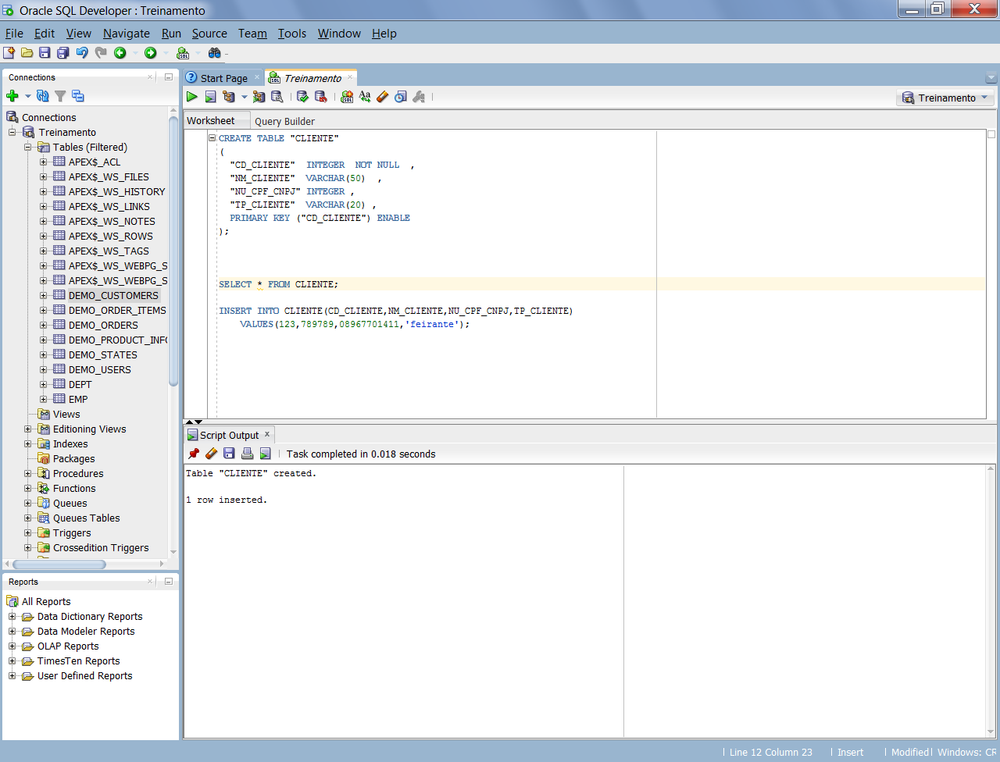 Oracle SQL Developer : Treinamento
File Edit View Navigate Run Source Team Tools Window Help
Connections
Connections
Treinamento
Tables (Filtered)
APEX$_ACL
APEX$_WS_FILES
APEX$_WS_HISTORY
APEX$_WS_LINKS
APEX$_WS_NOTES
APEX$_WS_ROWS
APEX$_WS_TAGS
APEX$_WS_WEBPG_S
APEX$_WS_WEBPG_S
DEMO_CUSTOMERS
DEMO_ORDER_ITEMS
DEMO_ORDERS
DEMO_PRODUCT_INFO
DEMO_STATES
DEMO_USERS
DEPT
EMP
Views
Editioning Views
Indexes
Packages
Procedures
Functions
Queues
Queues Tables
Triggers
Crossedition Triggers
Reports
All Reports
Data Dictionary Reports
Data Modeler Reports
OLAP Reports
TimesTen Reports
User Defined Reports
Start Page Treinamento
Treinamento
Worksheet Query Builder
CREATE TABLE "CLIENTE"
(
"CD_CLIENTE" INTEGER NOT NULL ,
"NM_CLIENTE" VARCHAR(50) ,
"NU_CPF_CNPJ" INTEGER ,
"TP_CLIENTE" VARCHAR(20) ,
PRIMARY KEY ("CD_CLIENTE") ENABLE
);
SELECT * FROM CLIENTE;
INSERT INTO CLIENTE(CD_CLIENTE,NM_CLIENTE,NU_CPF_CNPJ,TP_CLIENTE)
VALUES(123,789789,08967701411,'feirante');
Script Output
Task completed in 0.018 seconds
Table "CLIENTE" created.
1 row inserted.
Line 12 Column 23 Insert Modified Windows: CR